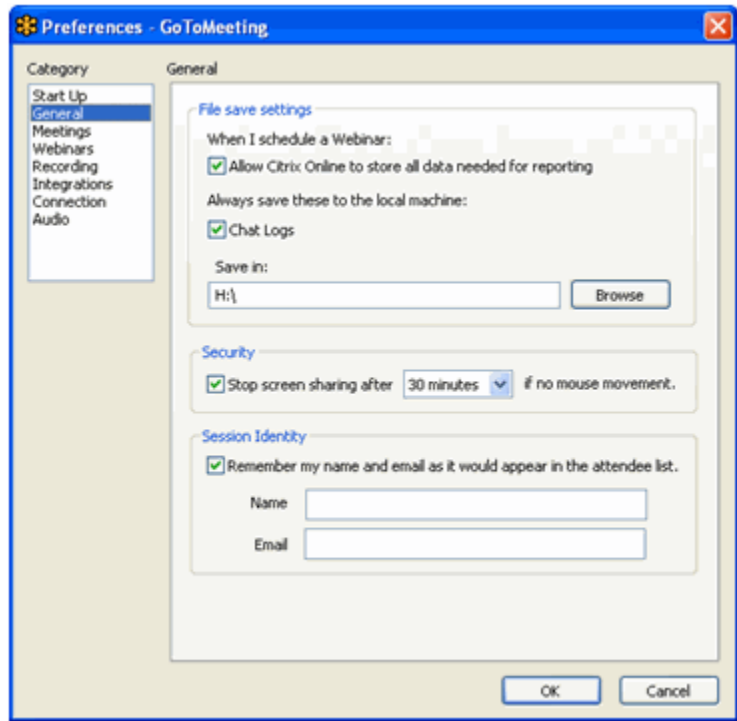 Preferences - GoToMeeting
Category
Start Up
General
Meetings
Webinars
Recording
Integrations
Connection
Audio
General
File save settings
When I schedule a Webinar:
Allow Citrix Online to store all data needed for reporting
Always save these to the local machine:
Chat Logs
Save in:
H:\
Browse
Security
Stop screen sharing after 30 minutes if no mouse movement.
Session Identity
Remember my name and email as it would appear in the attendee list.
Name
Email
OK Cancel